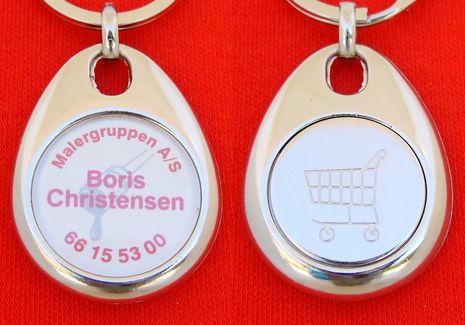 Malergruppen A/S
Boris
Christensen
66 15 53 00